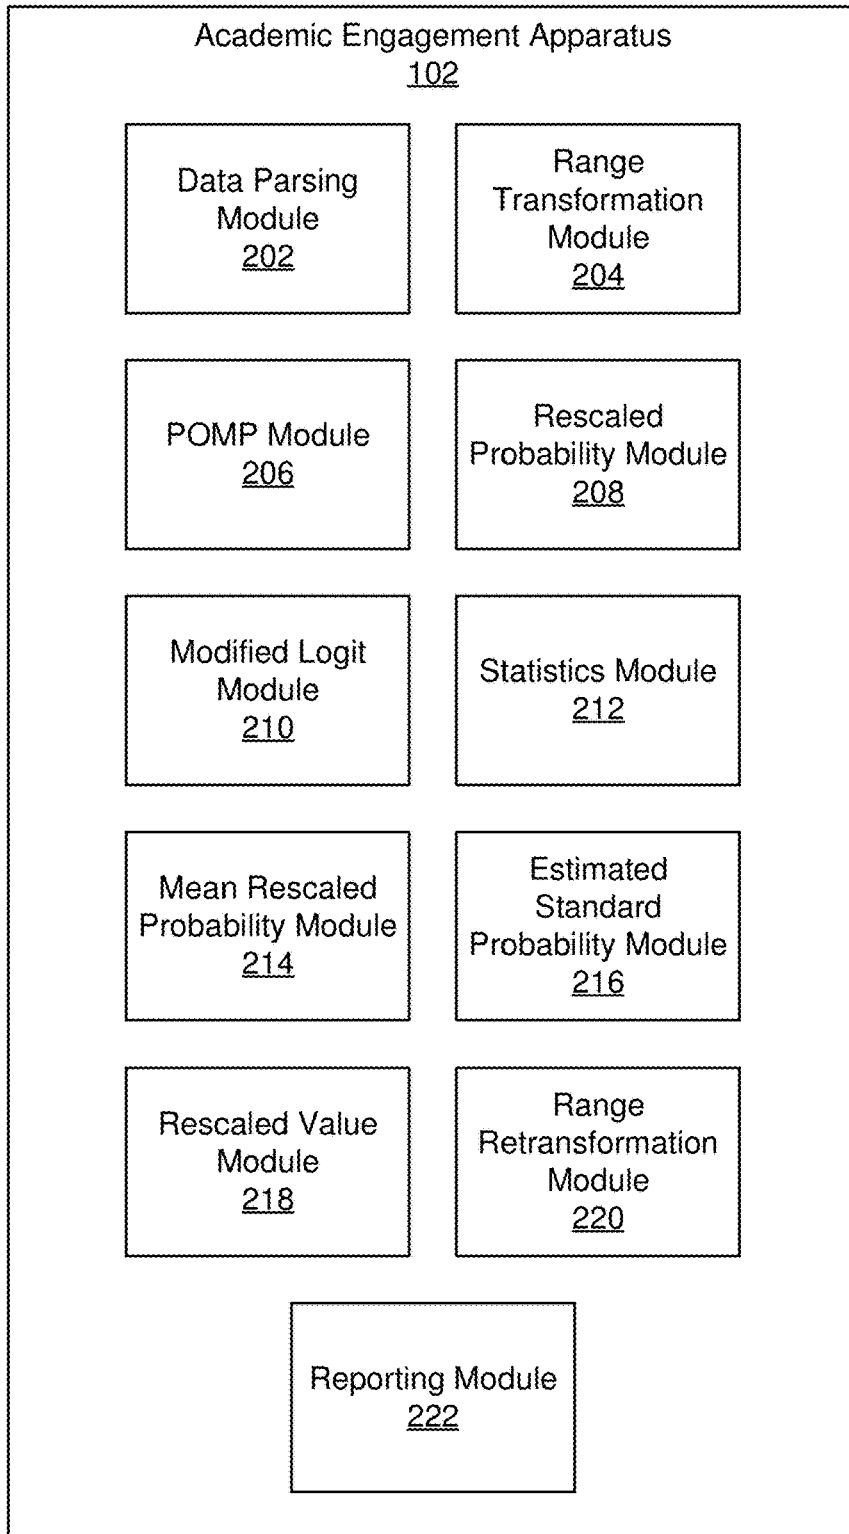 Academic Engagement Apparatus
102
Data Parsing
Module
202
Range
Transformation
Module
204
POMP Module
206
Rescaled
Probability Module
208
Modified Logit
Module
210
Statistics Module
212
Mean Rescaled
Probability Module
214
Estimated
Standard
Probability Module
216
Rescaled Value
Module
218
Range
Retransformation
Module
220
Reporting Module
222